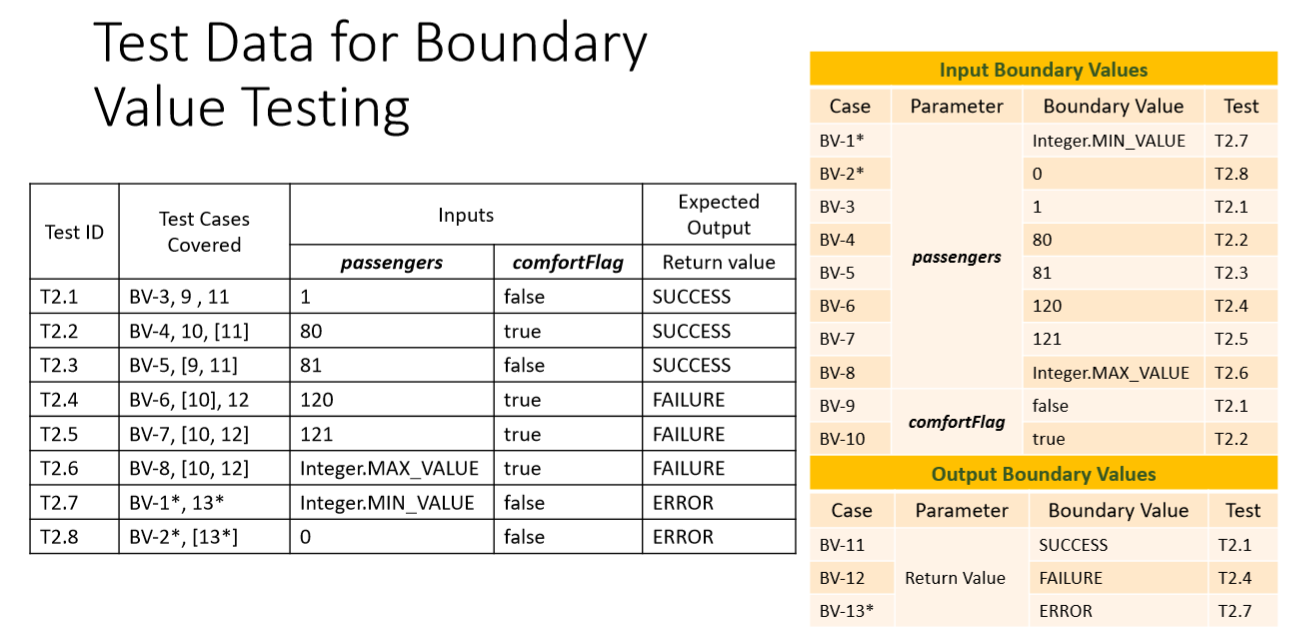 Test Data for Boundary
Value Testing
Test ID
Test Cases
Covered
Inputs
Expected
Output
passengers
comfortFlag
Return value
T2.1 BV-3, 9 , 11 1 false SUCCESS
T2.2 BV-4, 10, [11] 80 true SUCCESS
T2.3 BV-5, [9, 11] 81 false SUCCESS
T2.4 BV-6, [10], 12 120 true FAILURE
T2.5 BV-7, [10, 12] 121 true FAILURE
T2.6 BV-8, [10, 12] Integer.MAX_VALUE true FAILURE
T2.7 BV-1*, 13* Integer.MIN_VALUE false ERROR
T2.8 BV-2*, [13*] 0 false ERROR
Input Boundary Values
Case Parameter Boundary Value Test
BV-1* Integer.MIN_VALUE T2.7
BV-2* 0 T2.8
BV-3 1 T2.1
BV-4 80 T2.2
passengers
BV-5 81 T2.3
BV-6 120 T2.4
BV-7 121 T2.5
BV-8 Integer.MAX_VALUE T2.6
BV-9 false T2.1
comfortFlag
BV-10 true T2.2
Output Boundary Values
Case Parameter Boundary Value Test
BV-11 SUCCESS T2.1
BV-12 Return Value FAILURE T2.4
BV-13* ERROR T2.7